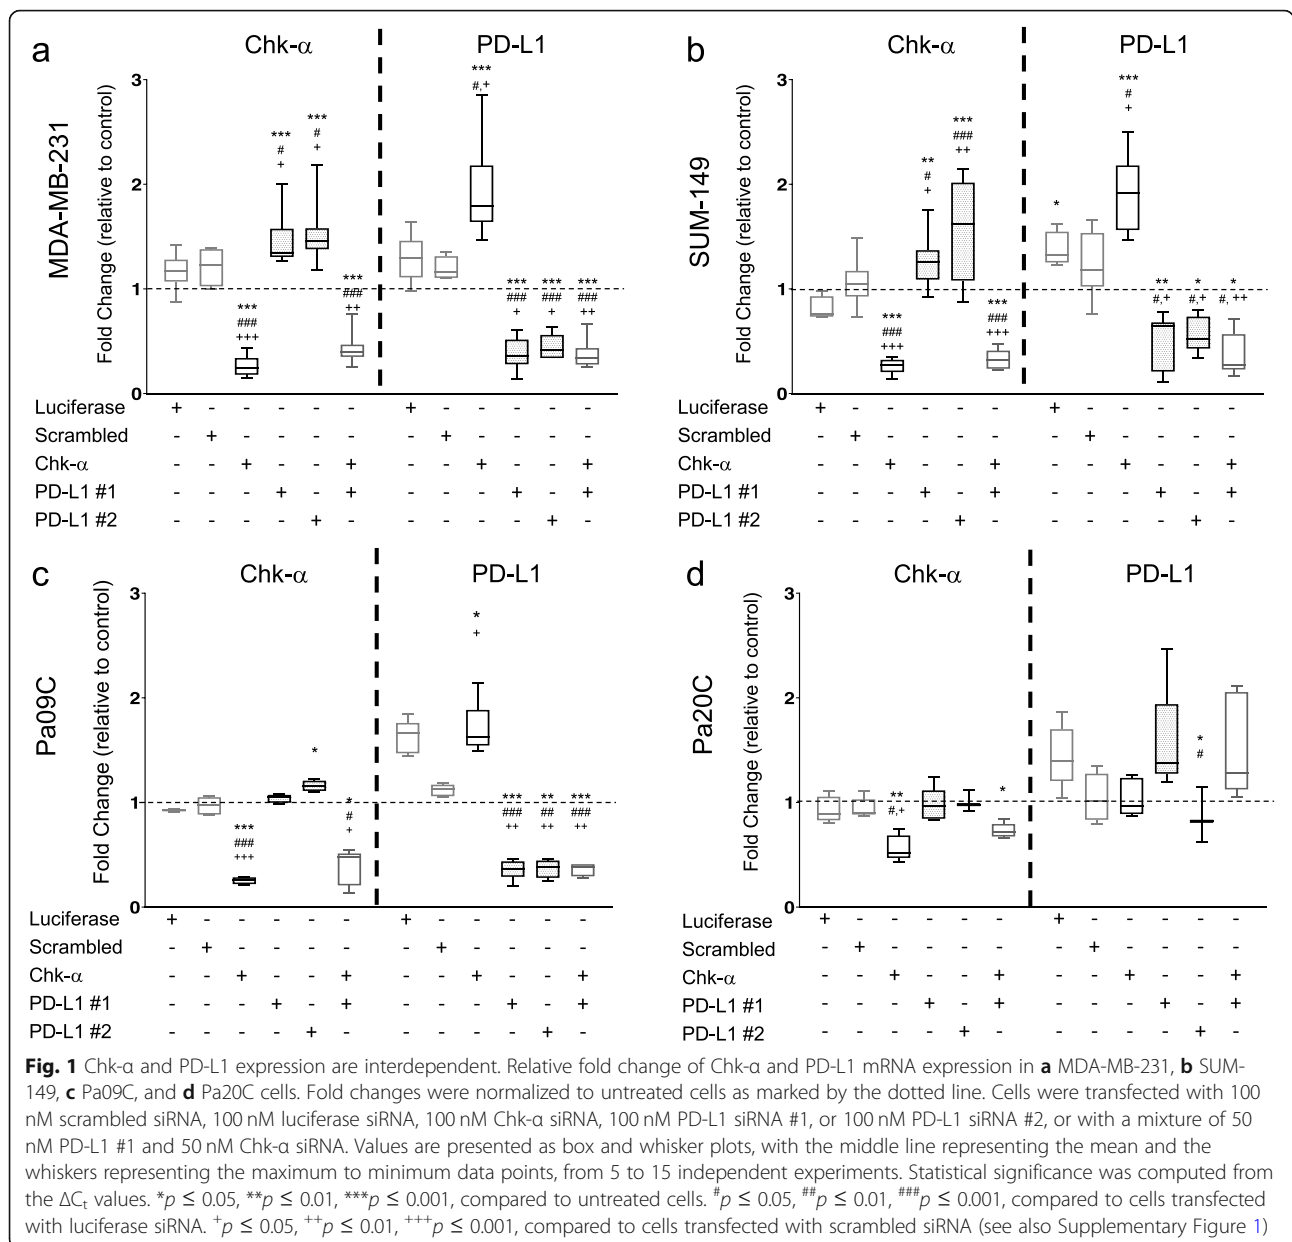 a
Chk-α
PD-L1
MDA-MB-231
Fold Change (relative to control)
3
2
1
0
***
###
+++
***
#
+
***
#
+
***
###
++
***
#,+
***
###
+
***
###
+
***
###
++
Luciferase + - - - - - + - - - - -
Scrambled - + - - - - - + - - - -
Chk-α - - + - - + - - + - - +
PD-L1 #1 - - - + - + - - - + - +
PD-L1 #2 - - - - + - - - - - + -
b
Chk-α
PD-L1
SUM-149
Fold Change (relative to control)
3
2
1
0
***
###
+++
**
#
+
***
###
++
***
###
+++
*
***
#
+
**
#,+
*
#,+
*
#, ++
Luciferase + - - - - - + - - - - -
Scrambled - + - - - - - + - - - -
Chk-α - - + - - + - - + - - +
PD-L1 #1 - - - + - + - - - + - +
PD-L1 #2 - - - - + - - - - - + -
c
Chk-α
PD-L1
Pa09C
Fold Change (relative to control)
3
2
1
0
***
###
+++
*
*
#
+
*
+
***
###
++
**
##
++
***
###
++
Luciferase + - - - - - + - - - - -
Scrambled - + - - - - - + - - - -
Chk-α - - + - - + - - + - - +
PD-L1 #1 - - - + - + - - - + - +
PD-L1 #2 - - - - + - - - - - + -
d
Chk-α
PD-L1
Pa20C
Fold Change (relative to control)
3
2
1
0
**
#,+
*
*
#
Luciferase + - - - - - + - - - - -
Scrambled - + - - - - - + - - - -
Chk-α - - + - - + - - + - - +
PD-L1 #1 - - - + - + - - - + - +
PD-L1 #2 - - - - + - - - - - + -
Fig. 1 Chk-α and PD-L1 expression are interdependent. Relative fold change of Chk-α and PD-L1 mRNA expression in a MDA-MB-231, b SUM-
149, c Pa09C, and d Pa20C cells. Fold changes were normalized to untreated cells as marked by the dotted line. Cells were transfected with 100
nM scrambled siRNA, 100 nM luciferase siRNA, 100 nM Chk-α siRNA, 100 nM PD-L1 siRNA #1, or 100 nM PD-L1 siRNA #2, or with a mixture of 50
nM PD-L1 #1 and 50 nM Chk-α siRNA. Values are presented as box and whisker plots, with the middle line representing the mean and the
whiskers representing the maximum to minimum data points, from 5 to 15 independent experiments. Statistical significance was computed from
the ΔCt values. *p ≤ 0.05, **p ≤ 0.01, ***p ≤ 0.001, compared to untreated cells. #p ≤ 0.05, ##p ≤ 0.01, ###p ≤ 0.001, compared to cells transfected
with luciferase siRNA. +p ≤ 0.05, ++p ≤ 0.01, +++p ≤ 0.001, compared to cells transfected with scrambled siRNA (see also Supplementary Figure 1)